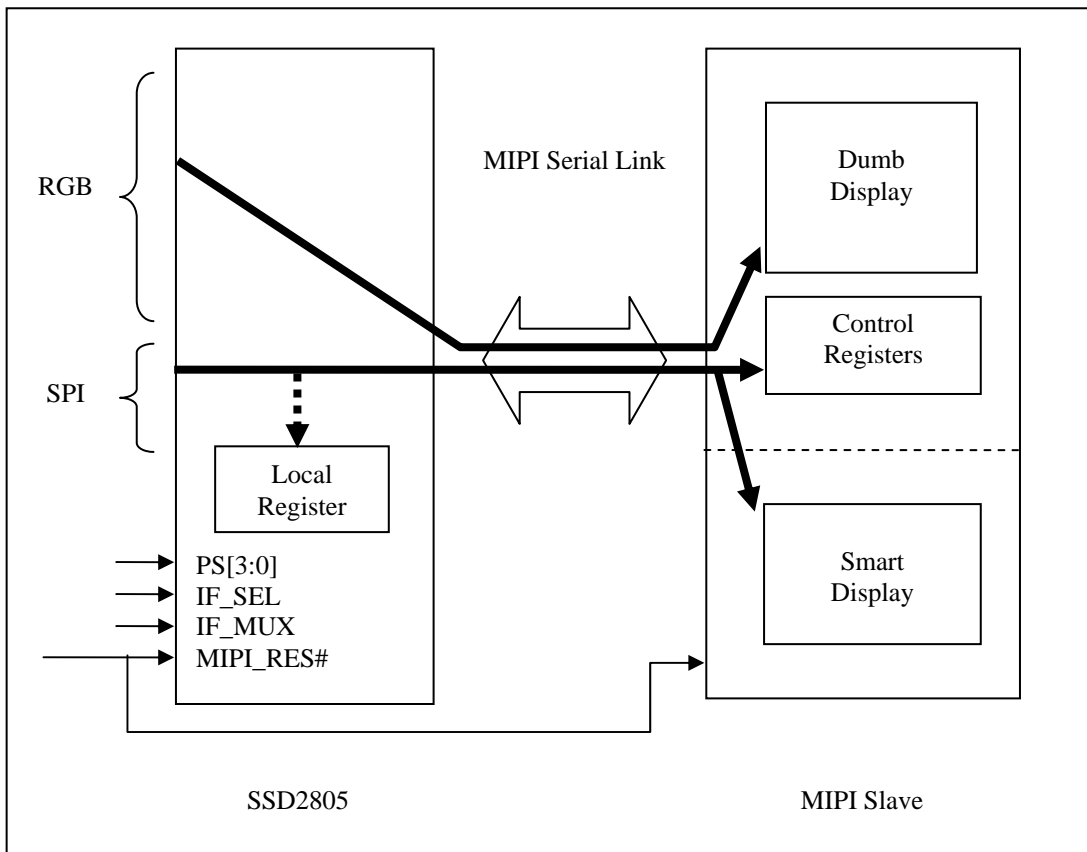 RGB
SPI
MIPI Serial Link
Dumb
Display
Control
Registers
Local
Register
Smart
Display
PS[3:0]
IF_SEL
IF_MUX
MIPI_RES#
SSD2805
MIPI Slave